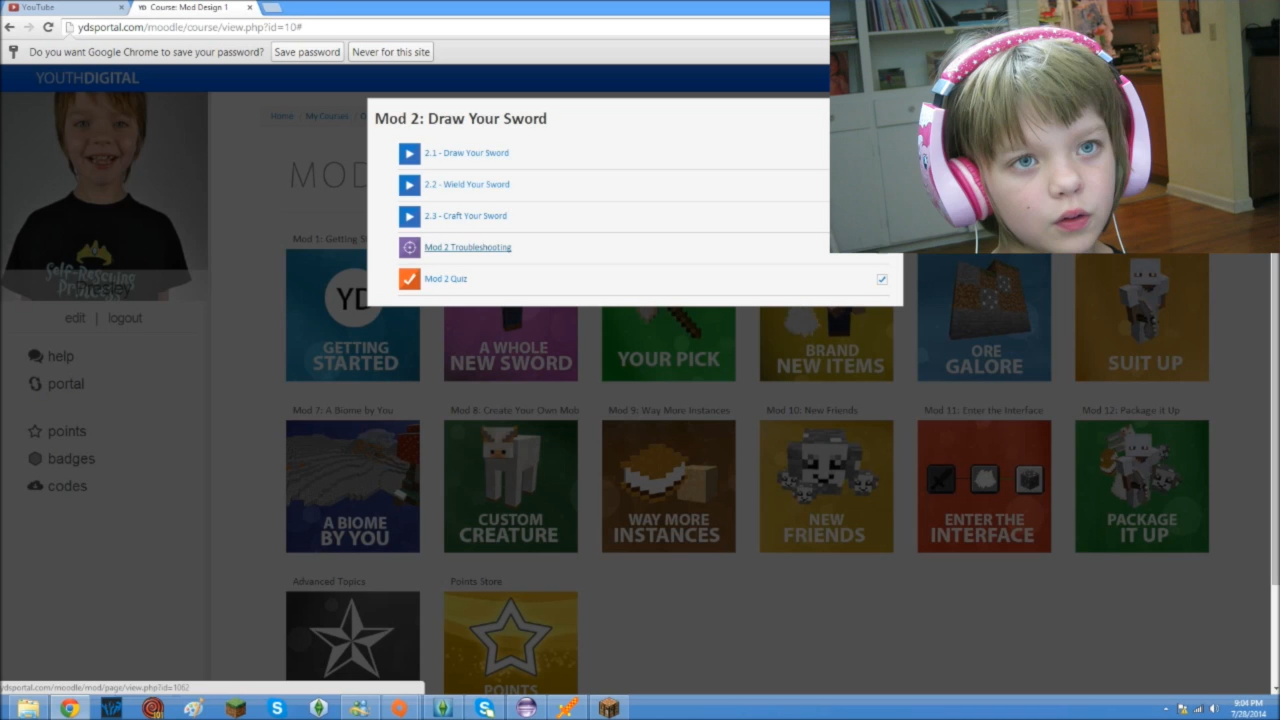 YouTube
YD Course: Mod Design 1
ydsportal.com/moodle/course/view.php?id=10#
Do you want Google Chrome to save your password?
Save password
Never for this site
YOUTHDIGITAL
Home
My Courses
MOD
Mod 2: Draw Your Sword
2.1 - Draw Your Sword
2.2 - Wield Your Sword
2.3 - Craft Your Sword
Mod 2 Troubleshooting
Mod 2 Quiz
Self-Rescuing
Presley
edit | logout
help
portal
points
badges
codes
Mod 1: Getting S
YD
GETTING
STARTED
A WHOLE
NEW SWORD
YOUR PICK
BRAND
NEW ITEMS
ORE
GALORE
SUIT UP
Mod 7: A Biome by You
Mod 8: Create Your Own Mob
Mod 9: Way More Instances
Mod 10: New Friends
Mod 11: Enter the Interface
Mod 12: Package it Up
A BIOME
BY YOU
CUSTOM
CREATURE
WAY MORE
INSTANCES
NEW
FRIENDS
ENTER THE
INTERFACE
PACKAGE
IT UP
Advanced Topics
Points Store
POINTS
ydsportal.com/moodle/mod/page/view.php?id=1062
9:04 PM
7/28/2014